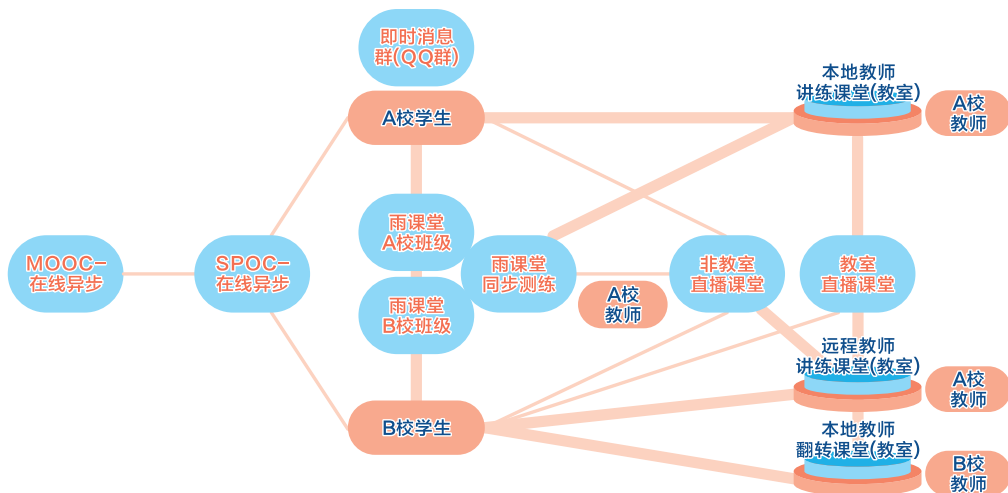 即时消息
群(QQ群)
A校学生
本地教师
讲练课堂(教室)
A校
教师
雨课堂
A校班级
MOOC-
在线异步
SPOC-
在线异步
雨课堂
同步测练
A校
教师
非教室
直播课堂
教室
直播课堂
雨课堂
B校班级
远程教师
讲练课堂(教室)
A校
教师
B校学生
本地教师
翻转课堂(教室)
B校
教师